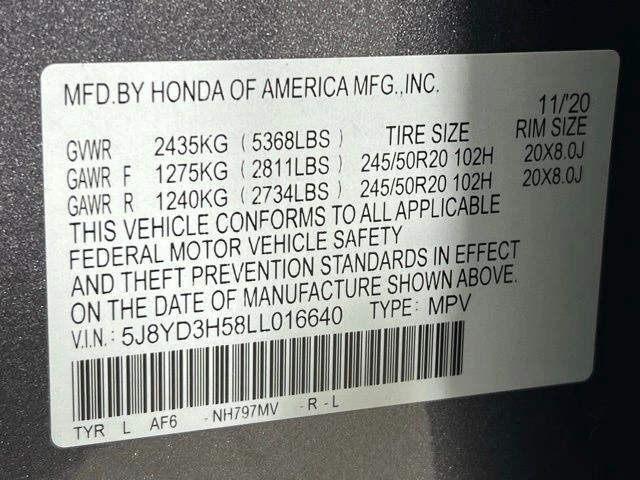 MFD.BY HONDA OF AMERICA MFG.,INC.
11/'20
GVWR 2435KG (5368LBS) TIRE SIZE RIM SIZE
GAWR F 1275KG (2811LBS) 245/50R20 102H 20X8.0J
GAWR R 1240KG (2734LBS) 245/50R20 102H 20X8.0J
THIS VEHICLE CONFORMS TO ALL APPLICABLE
FEDERAL MOTOR VEHICLE SAFETY
AND THEFT PREVENTION STANDARDS IN EFFECT
ON THE DATE OF MANUFACTURE SHOWN ABOVE.
V.I.N.: 5J8YD3H58LL016640 TYPE: MPV
TYR L AF6 -NH797MV -R-L